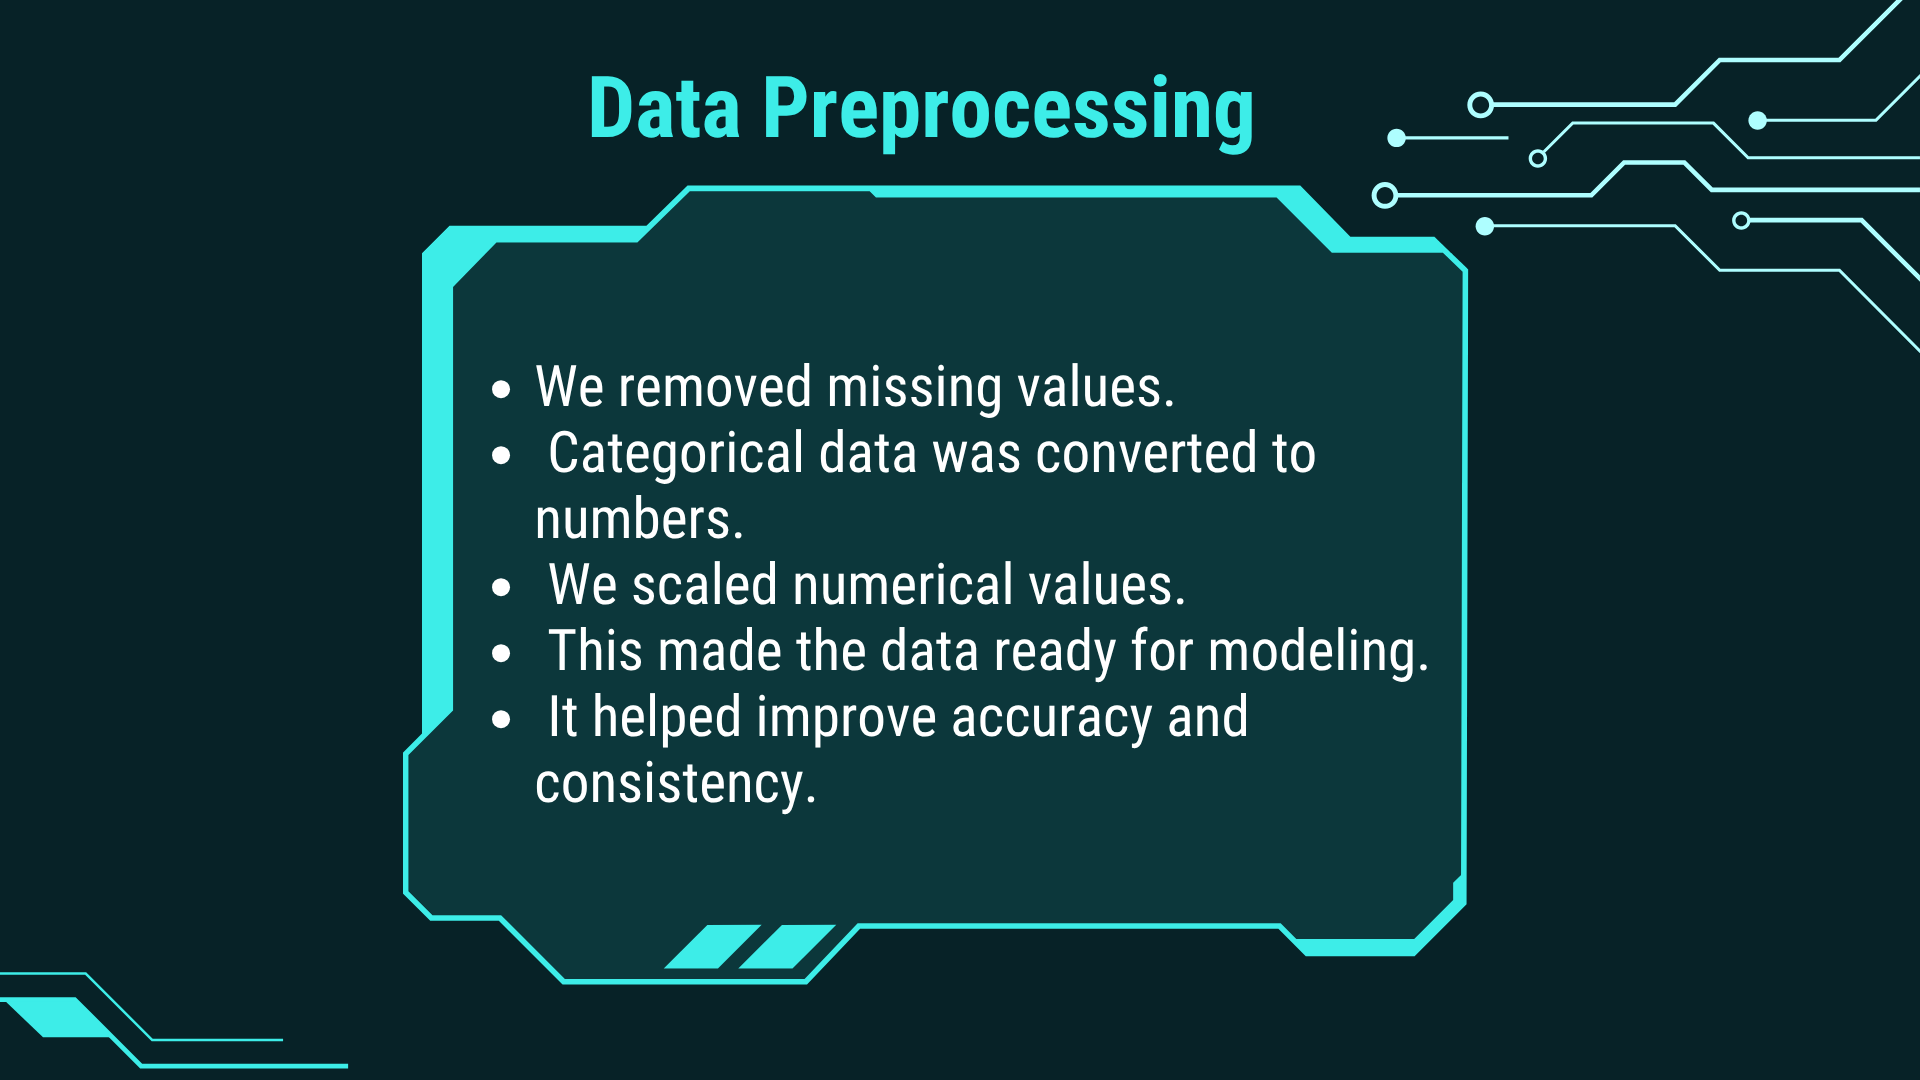 Data Preprocessing
• We removed missing values.
• Categorical data was converted to
numbers.
• We scaled numerical values.
• This made the data ready for modeling.
• It helped improve accuracy and
consistency.